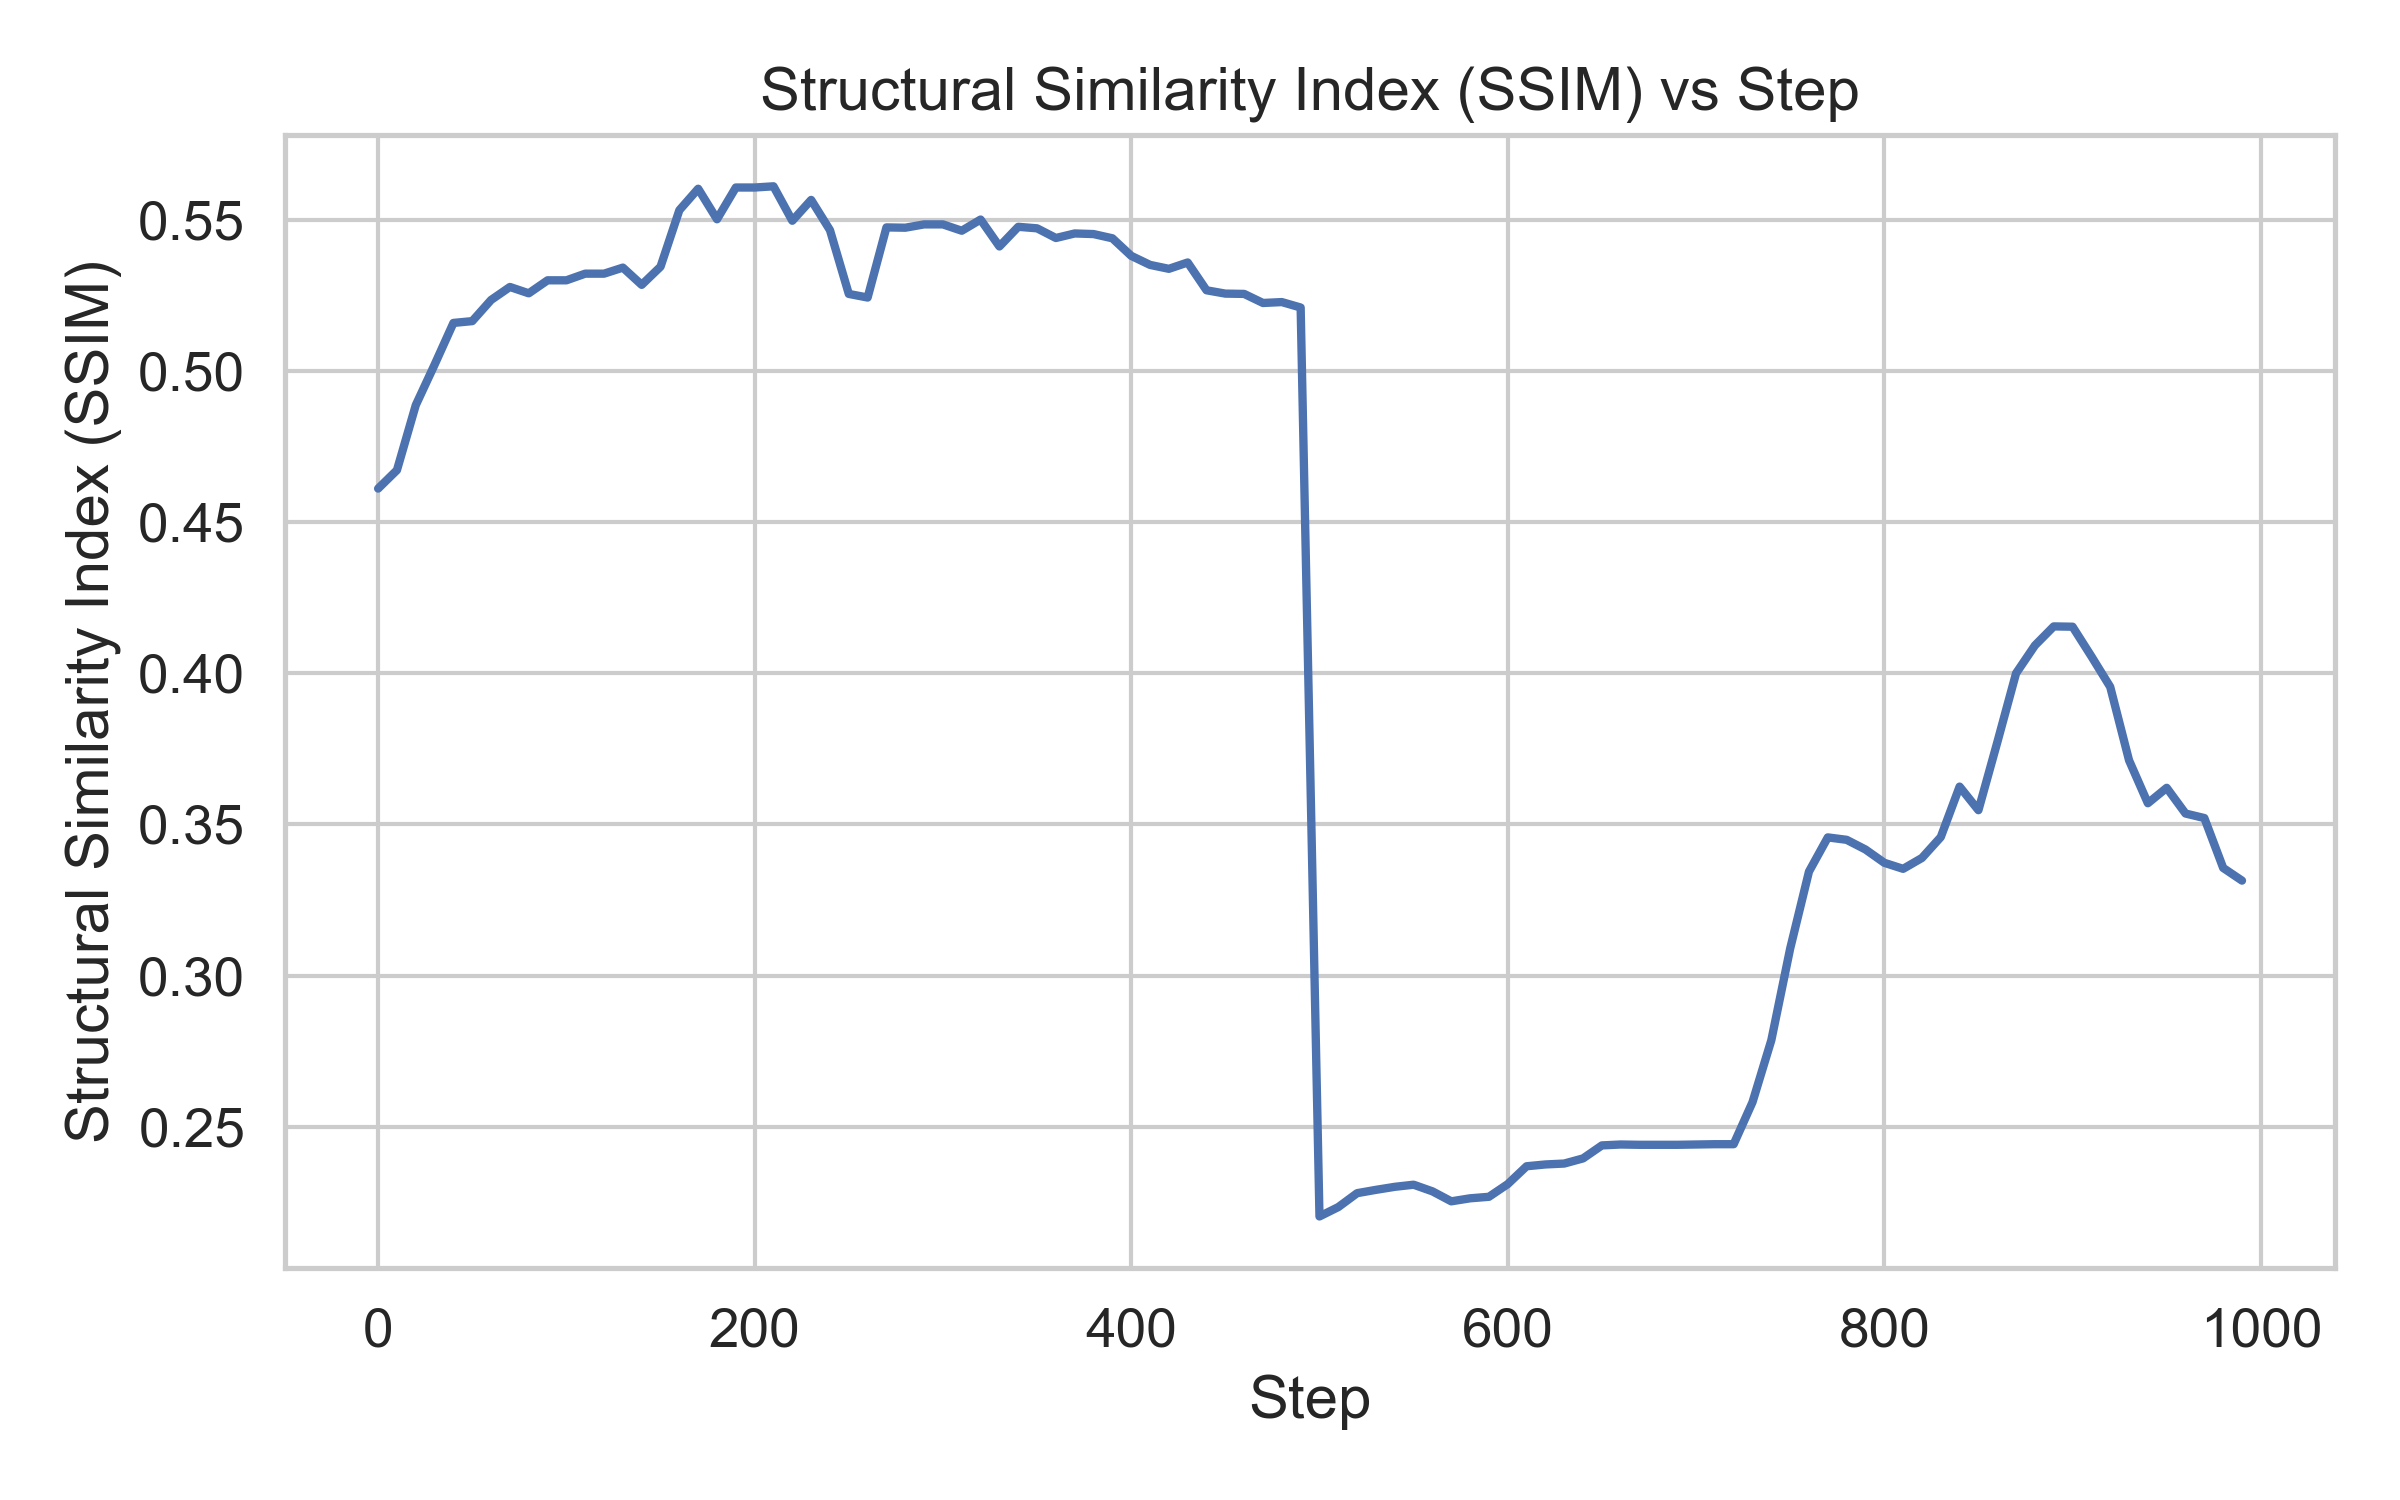 Structural Similarity Index (SSIM) vs Step
Structural Similarity Index (SSIM)
0.55
0.50
0.45
0.40
0.35
0.30
0.25
0 200 400 600 800 1000
Step